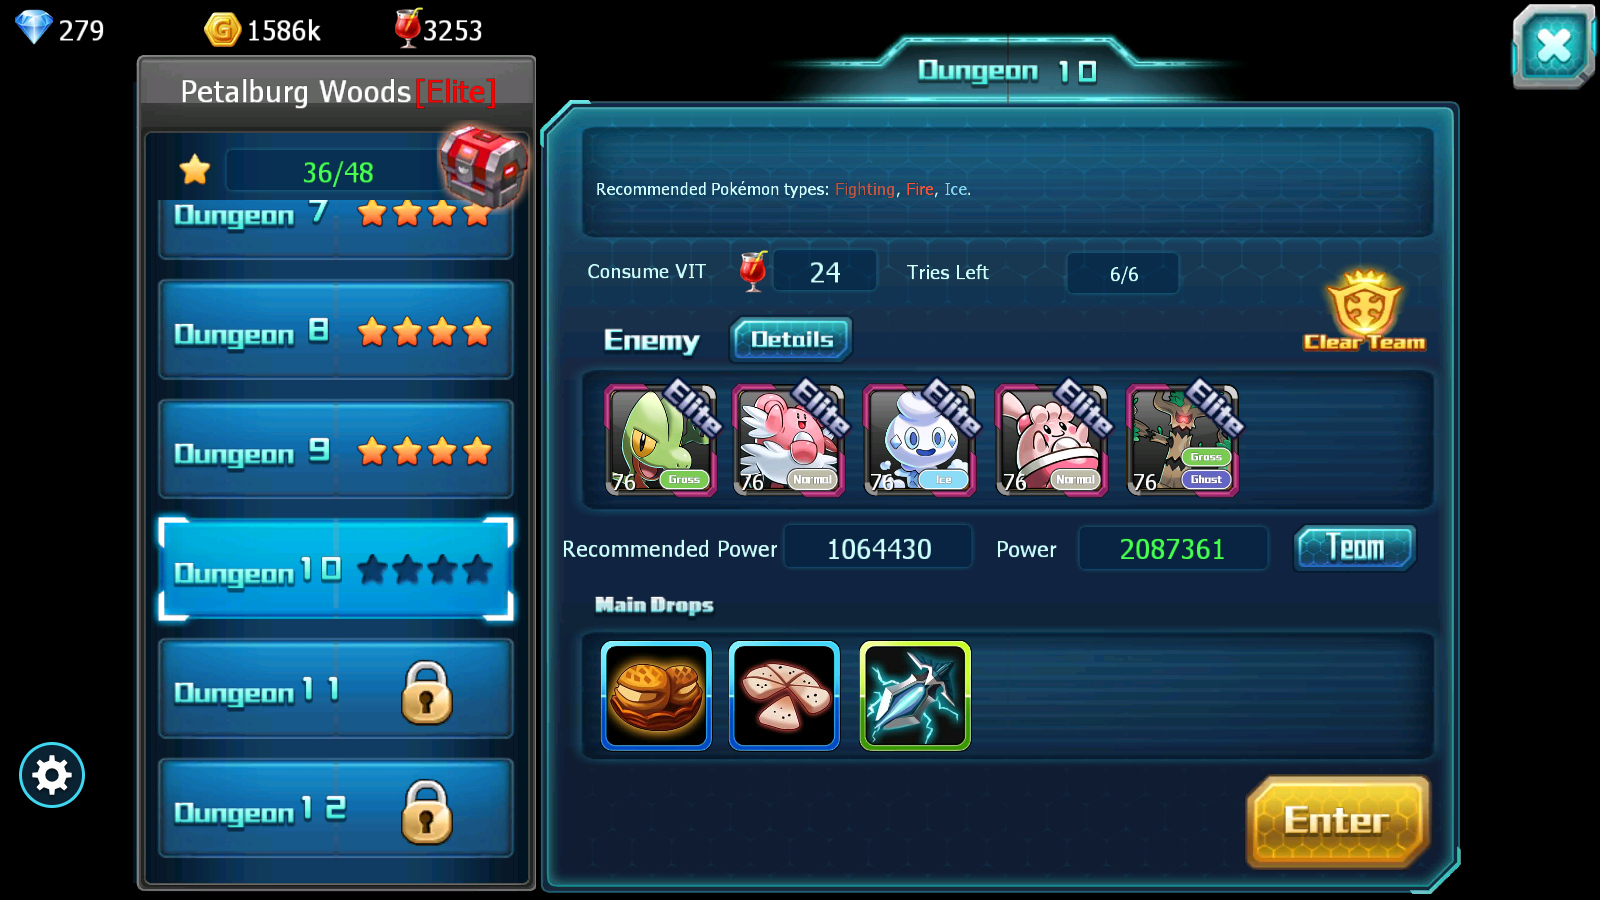 279
1586k
3253
Petalburg Woods[Elite]
36/48
Dungeon 7
Dungeon 8
Dungeon 9
Dungeon 10
Dungeon 11
Dungeon 12
Dungeon 10
Recommended Pokémon types: Fighting, Fire, Ice.
Consume VIT 24 Tries Left 6/6
Clear Team
Enemy Details
Elite Elite Elite Elite Elite
76 Grass
76 Normal
76 Ice
76 Normal
76 Grass Ghost
Recommended Power 1064430 Power 2087361 Team
Main Drops
Enter